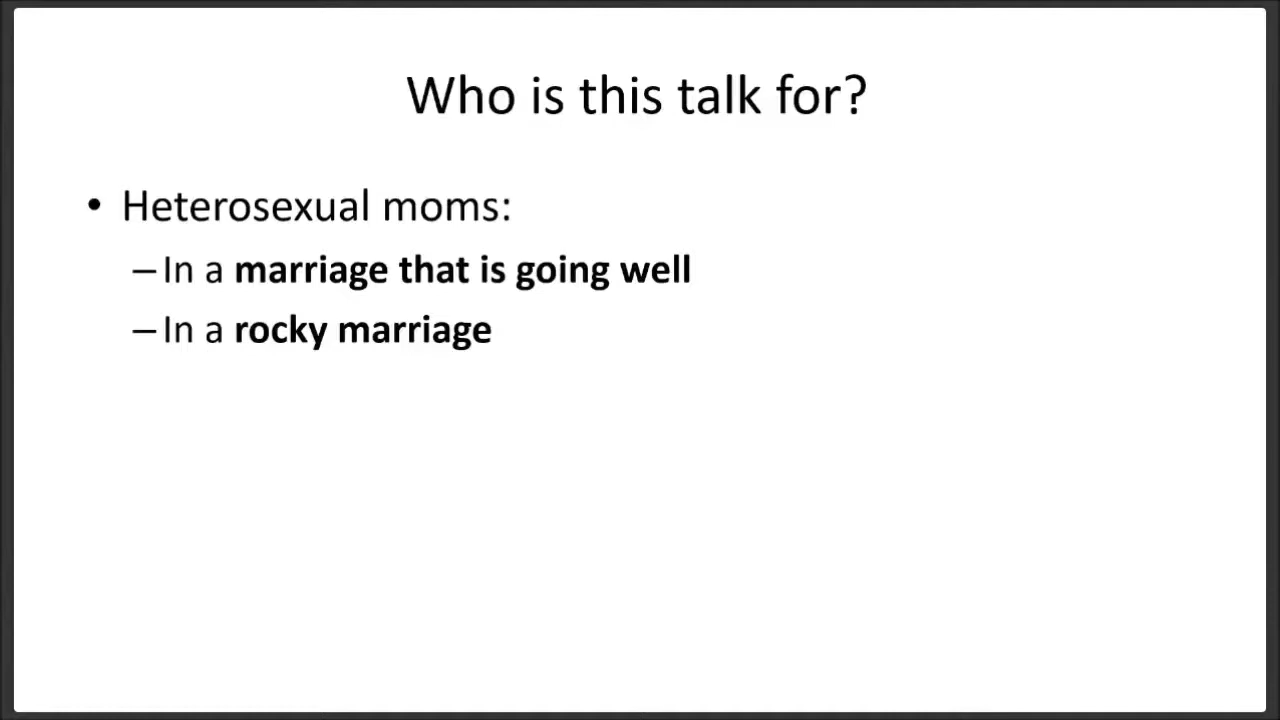 Who is this talk for?
• Heterosexual moms:
– In a marriage that is going well
– In a rocky marriage